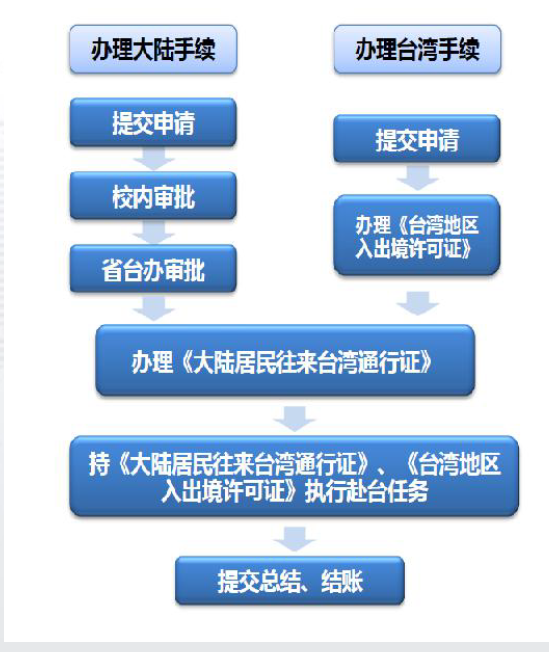 办理大陆手续
提交申请
校内审批
省台办审批
办理台湾手续
提交申请
办理《台湾地区
入出境许可证》
办理《大陆居民往来台湾通行证》
持《大陆居民往来台湾通行证》、《台湾地区
入出境许可证》执行赴台任务
提交总结、结账